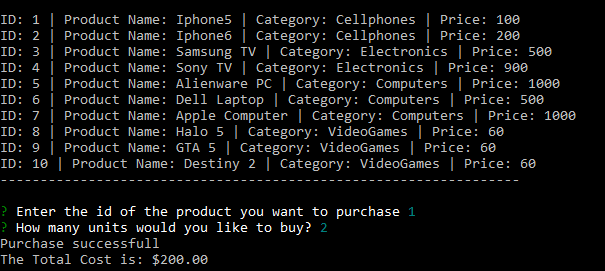 ID: 1 | Product Name: Iphone5 | Category: Cellphones | Price: 100
ID: 2 | Product Name: Iphone6 | Category: Cellphones | Price: 200
ID: 3 | Product Name: Samsung TV | Category: Electronics | Price: 500
ID: 4 | Product Name: Sony TV | Category: Electronics | Price: 900
ID: 5 | Product Name: Alienware PC | Category: Computers | Price: 1000
ID: 6 | Product Name: Dell Laptop | Category: Computers | Price: 500
ID: 7 | Product Name: Apple Computer | Category: Computers | Price: 1000
ID: 8 | Product Name: Halo 5 | Category: VideoGames | Price: 60
ID: 9 | Product Name: GTA 5 | Category: VideoGames | Price: 60
ID: 10 | Product Name: Destiny 2 | Category: VideoGames | Price: 60
-----------------------------------------------------------------
? Enter the id of the product you want to purchase 1
? How many units would you like to buy? 2
Purchase successfull
The Total Cost is: $200.00